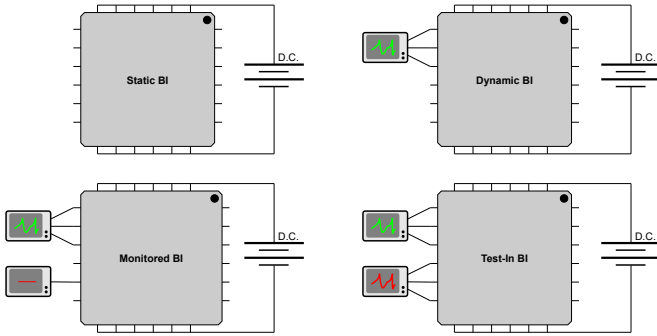 D.C.
Static BI
D.C.
Dynamic BI
D.C.
Monitored BI
D.C.
Test-In BI